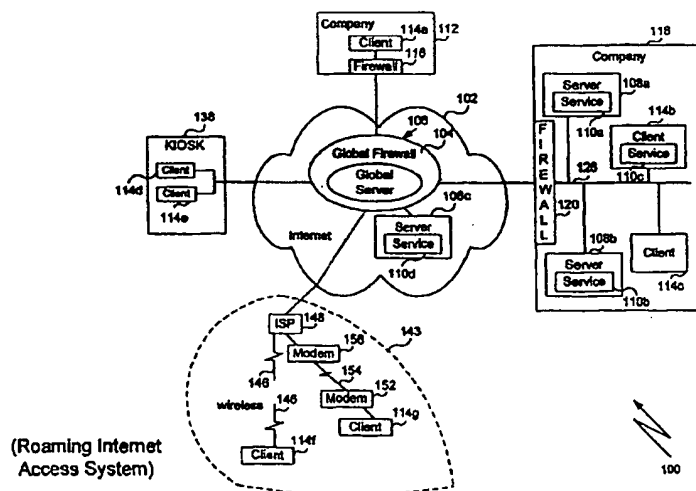 Company
114a
112
Client
116
Firewall
102
106
104
Global Firewall
Global Server
Internet
108c
Server
Service
110d
138
KIOSK
Client
114d
Client
114e
118
Company
108a
Server
Service
110a
114b
Client
Service
110c
126
FIREWALL
120
108b
Server
Service
110b
Client
114c
ISP
148
143
156
Modem
154
152
Modem
146
146
wireless
Client
114f
Client
114g
(Roaming Internet
Access System)
100